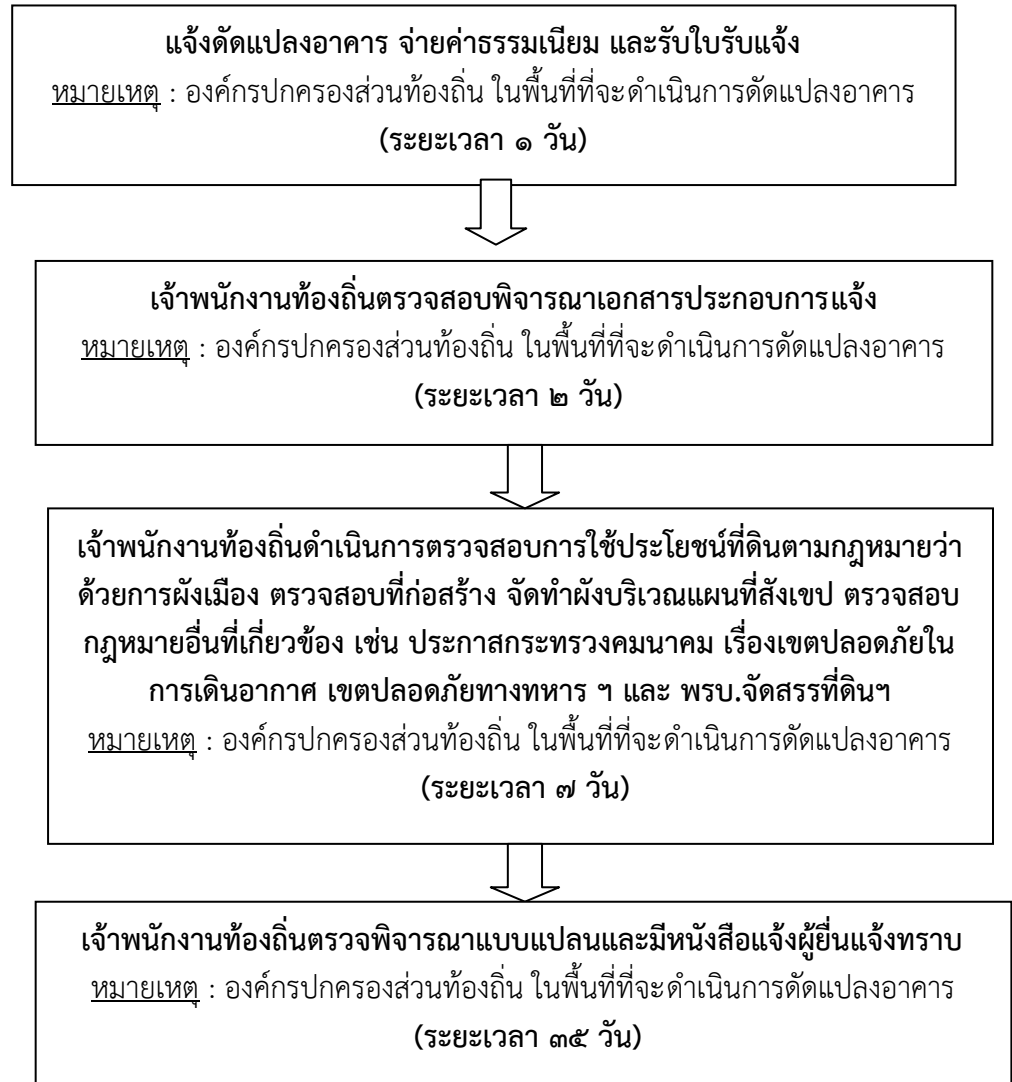 แจ้งดัดแปลงอาคาร จ่ายค่าธรรมเนียม และรับใบรับแจ้ง
หมายเหตุ : องค์กรปกครองส่วนท้องถิ่น ในพื้นที่ที่จะดำเนินการดัดแปลงอาคาร
(ระยะเวลา ๑ วัน)
เจ้าพนักงานท้องถิ่นตรวจสอบพิจารณาเอกสารประกอบการแจ้ง
หมายเหตุ : องค์กรปกครองส่วนท้องถิ่น ในพื้นที่ที่จะดำเนินการดัดแปลงอาคาร
(ระยะเวลา ๒ วัน)
เจ้าพนักงานท้องถิ่นดำเนินการตรวจสอบการใช้ประโยชน์ที่ดินตามกฎหมายว่า
ด้วยการผังเมือง ตรวจสอบที่ก่อสร้าง จัดทำผังบริเวณแผนที่สังเขป ตรวจสอบ
กฎหมายอื่นที่เกี่ยวข้อง เช่น ประกาสกระทรวงคมนาคม เรื่องเขตปลอดภัยใน
การเดินอากาศ เขตปลอดภัยทางทหาร ฯ และ พรบ.จัดสรรที่ดินฯ
หมายเหตุ : องค์กรปกครองส่วนท้องถิ่น ในพื้นที่ที่จะดำเนินการดัดแปลงอาคาร
(ระยะเวลา ๗ วัน)
เจ้าพนักงานท้องถิ่นตรวจพิจารณาแบบแปลนและมีหนังสือแจ้งผู้ยื่นแจ้งทราบ
หมายเหตุ : องค์กรปกครองส่วนท้องถิ่น ในพื้นที่ที่จะดำเนินการดัดแปลงอาคาร
(ระยะเวลา ๓๕ วัน)